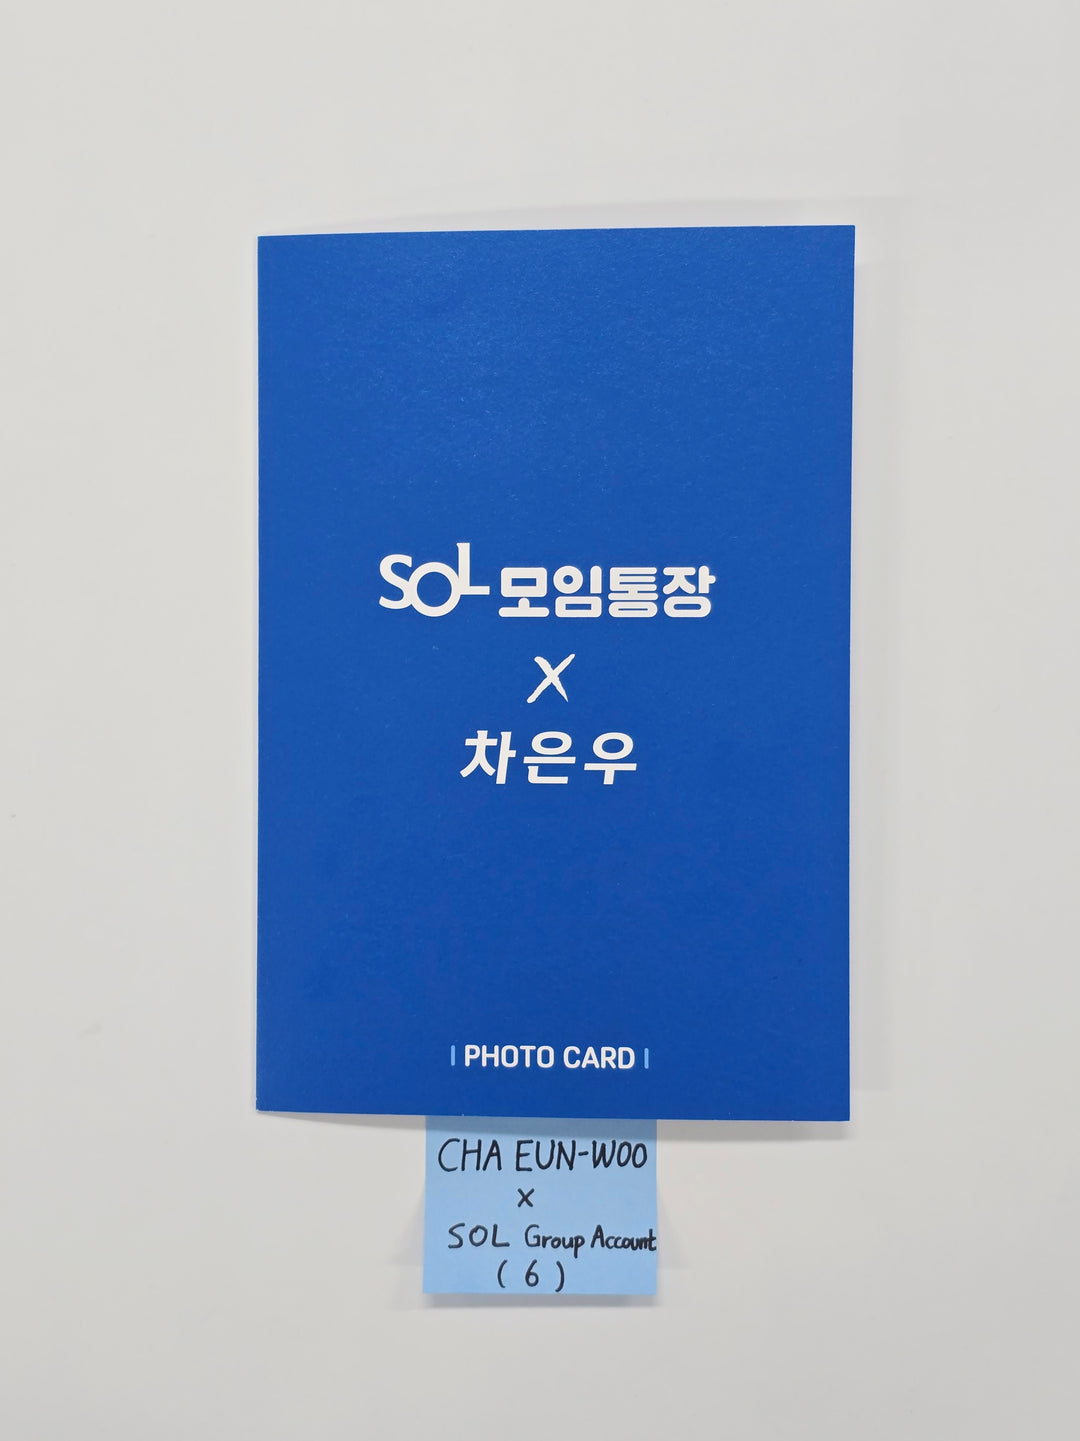 SOL 모임통장
X
차은우
| PHOTO CARD |
CHA EUN-WOO
x
SOL Group Account
( 6 )